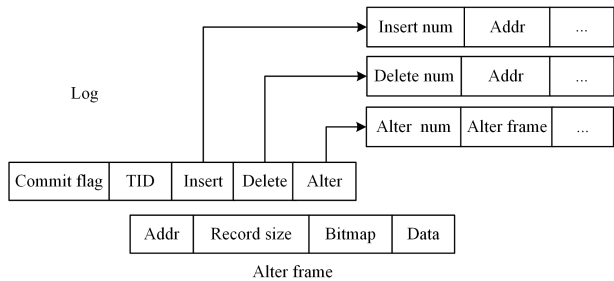 Insert num Addr ...
Delete num Addr ...
Log
Alter num Alter frame ...
Commit flag TID Insert Delete Alter
Addr Record size Bitmap Data
Alter frame